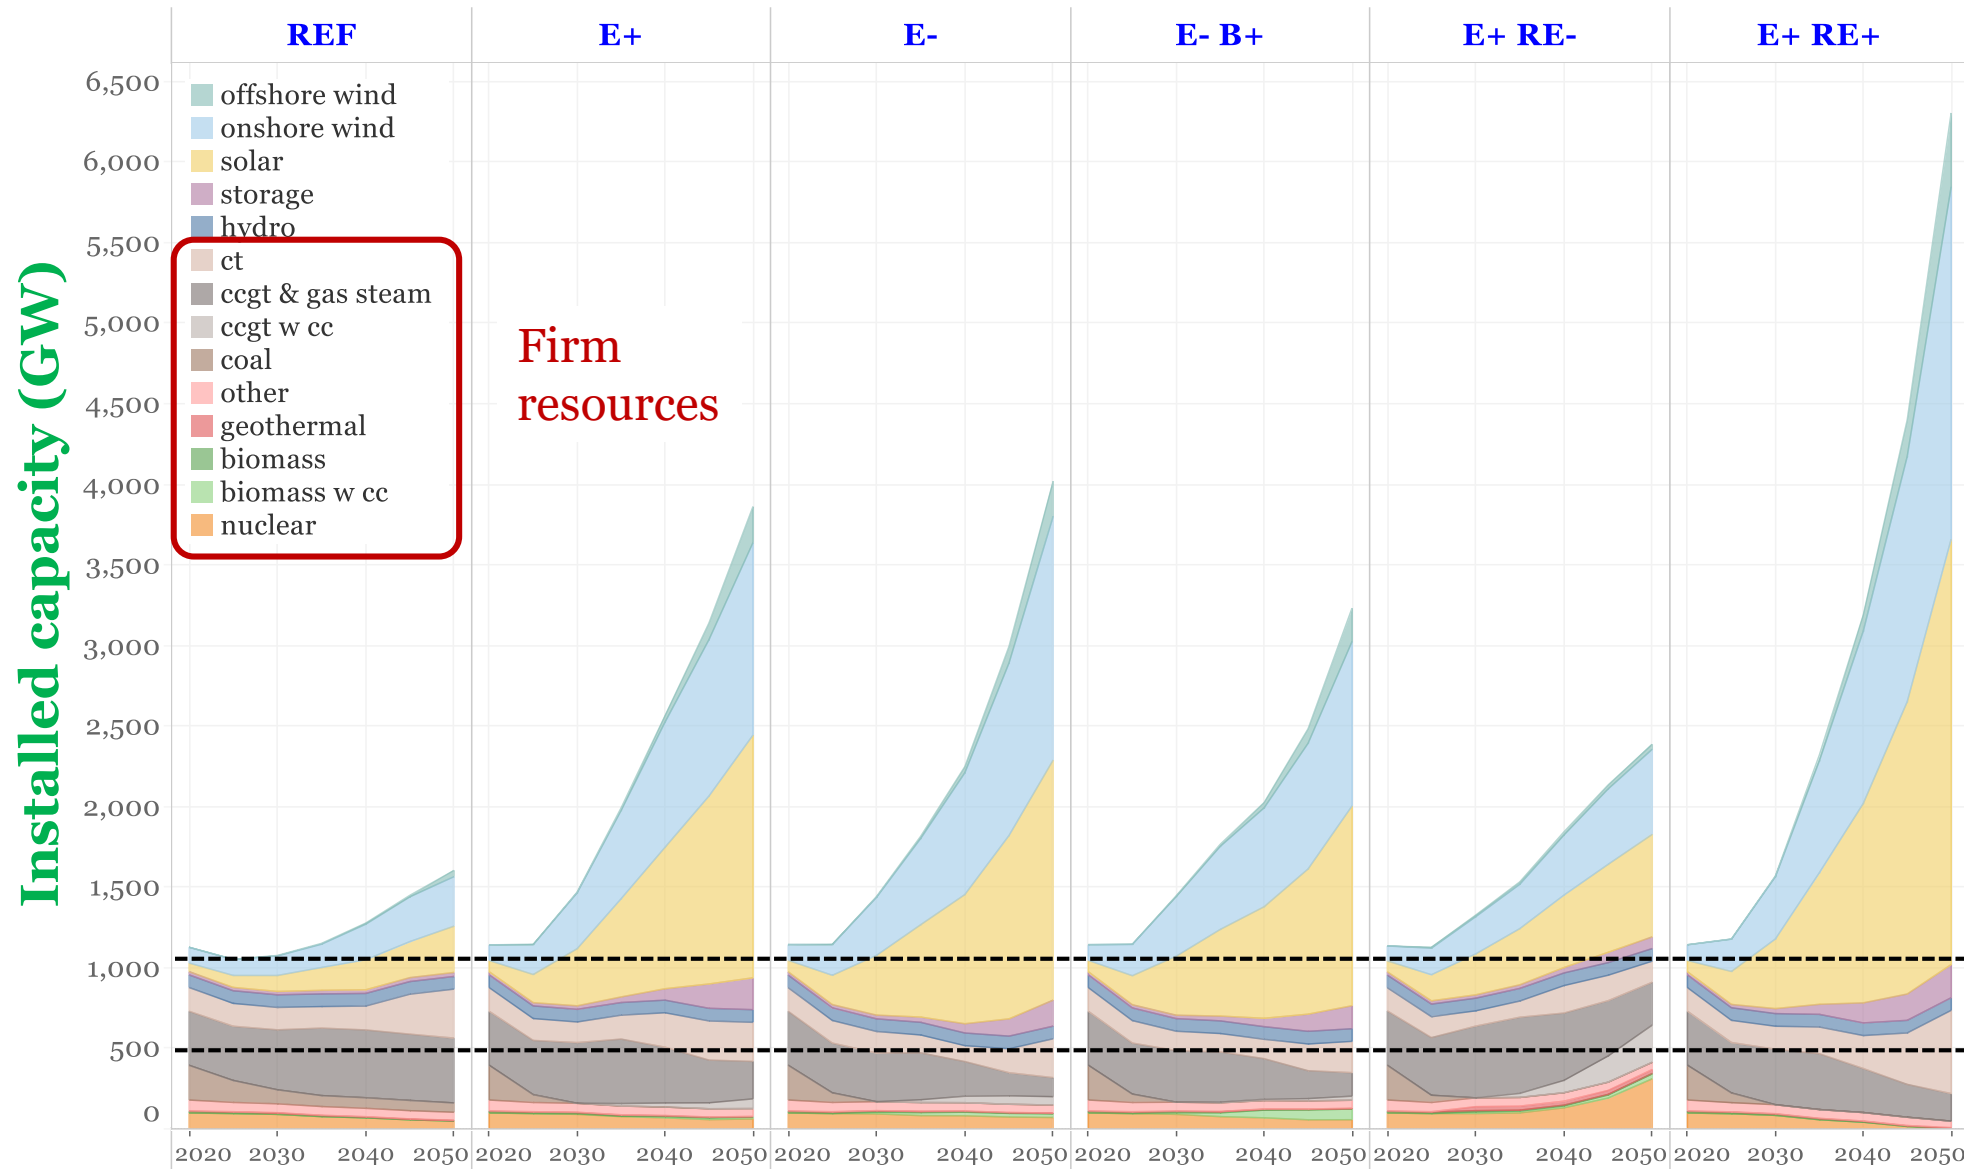 REF E+ E- E- B+ E+ RE- E+ RE+
Installed capacity (GW)
6,500
6,000
5,500
5,000
4,500
4,000
3,500
3,000
2,500
2,000
1,500
1,000
500
0
offshore wind
onshore wind
solar
storage
hydro
ct
ccgt & gas steam
ccgt w cc
coal
other
geothermal
biomass
biomass w cc
nuclear
Firm
resources
2020 2030 2040 2050 2020 2030 2040 2050 2020 2030 2040 2050 2020 2030 2040 2050 2020 2030 2040 2050 2020 2030 2040 2050